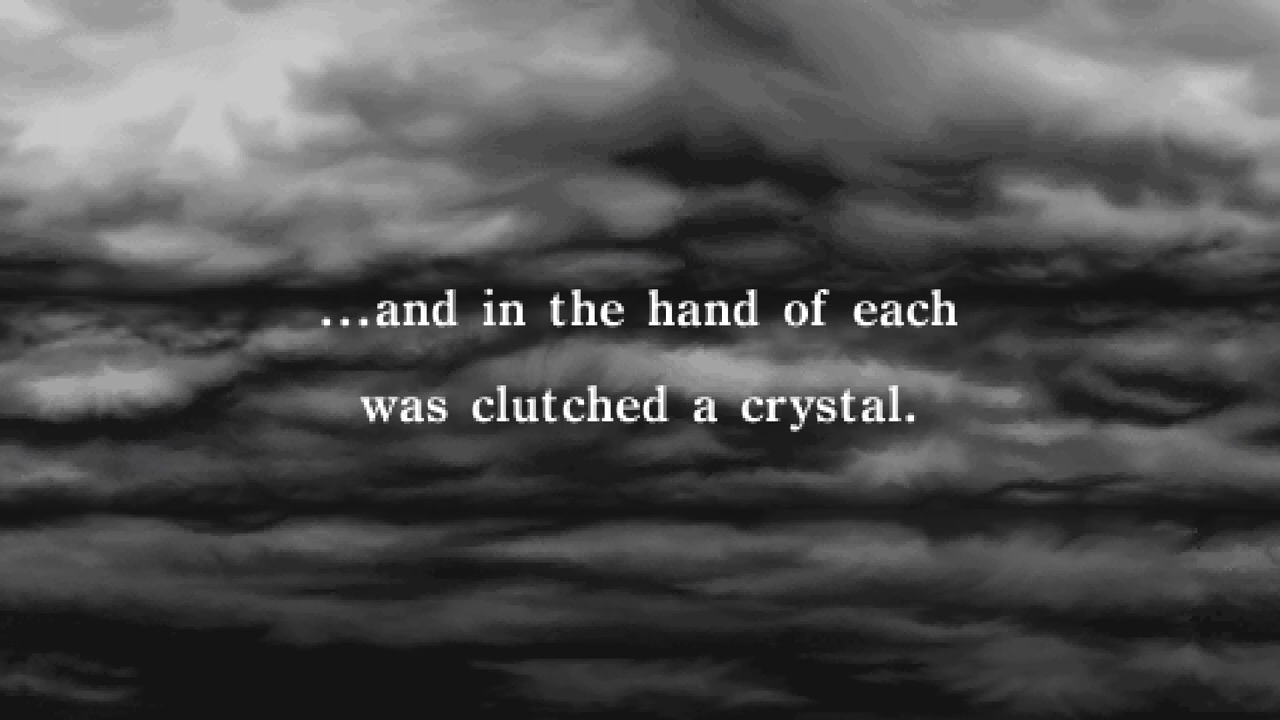 ...and in the hand of each
was clutched a crystal.